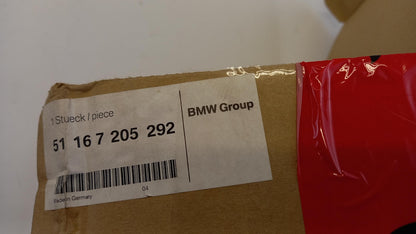 1 Stueck / piece
51 16 7 205 292
BMW Group
04
Made in Germany